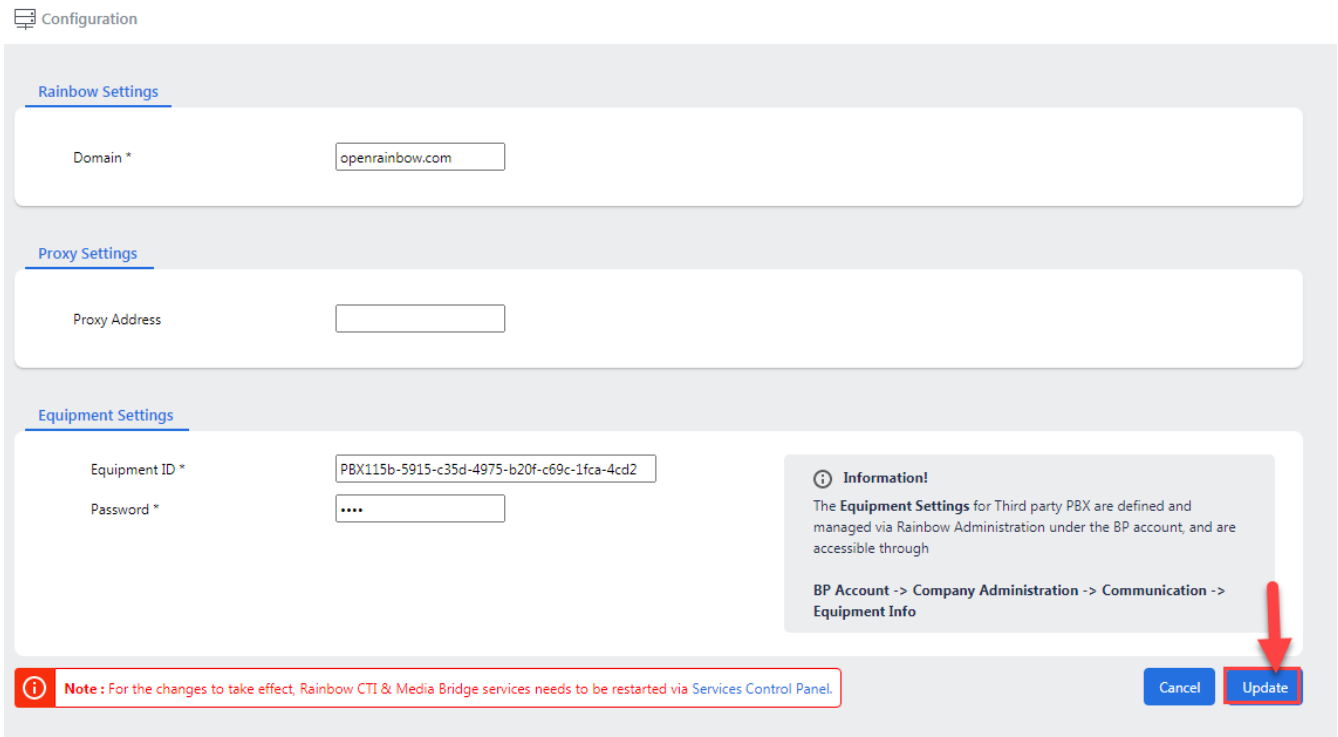 Configuration
Rainbow Settings
Domain *
openrainbow.com
Proxy Settings
Proxy Address
Equipment Settings
Equipment ID *
PBX115b-5915-c35d-4975-b20f-c69c-1fca-4cd2
Password *
••••
Information!
The Equipment Settings for Third party PBX are defined and
managed via Rainbow Administration under the BP account, and are
accessible through
BP Account -> Company Administration -> Communication ->
Equipment Info
Note : For the changes to take effect, Rainbow CTI & Media Bridge services needs to be restarted via Services Control Panel.
Cancel
Update